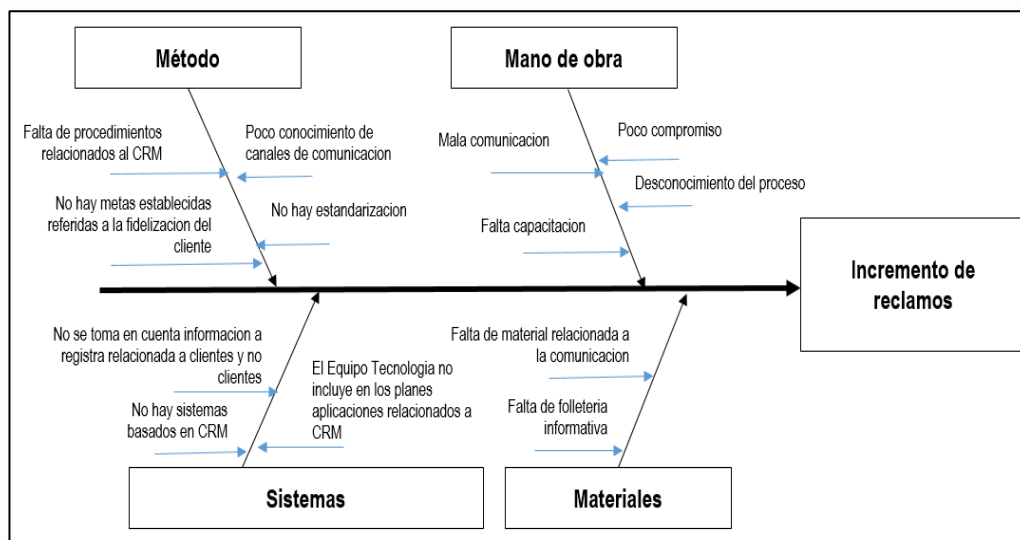 Método
Mano de obra
Falta de procedimientos
relacionados al CRM
Poco conocimiento de
canales de comunicacion
No hay metas establecidas
referidas a la fidelizacion del
cliente
No hay estandarizacion
Mala comunicacion
Poco compromiso
Desconocimiento del proceso
Falta capacitacion
Incremento de
reclamos
No se toma en cuenta informacion a
registra relacionada a clientes y no
clientes
El Equipo Tecnologia no
incluye en los planes
aplicaciones relacionados a
CRM
No hay sistemas
basados en CRM
Falta de material relacionada a
la comunicacion
Falta de folleteria
informativa
Sistemas
Materiales